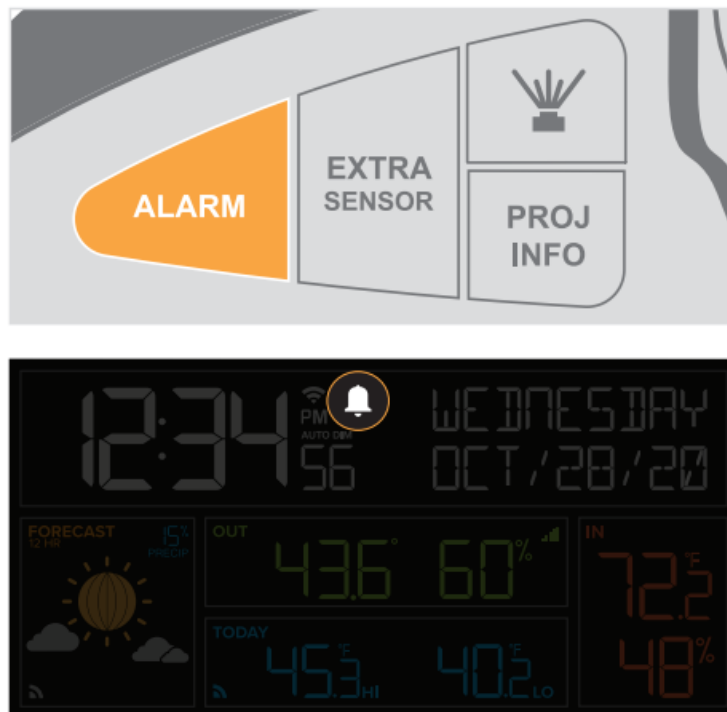 ALARM
EXTRA
SENSOR
PROJ
INFO
12:34
PM
AUTO DIM
56
WEDNESDAY
OCT/28/20
FORECAST
12 HR
15%
PRECIP
OUT
43.6° 60%
TODAY
45.3°F HI 40.2°F LO
IN
72.2°F
48%